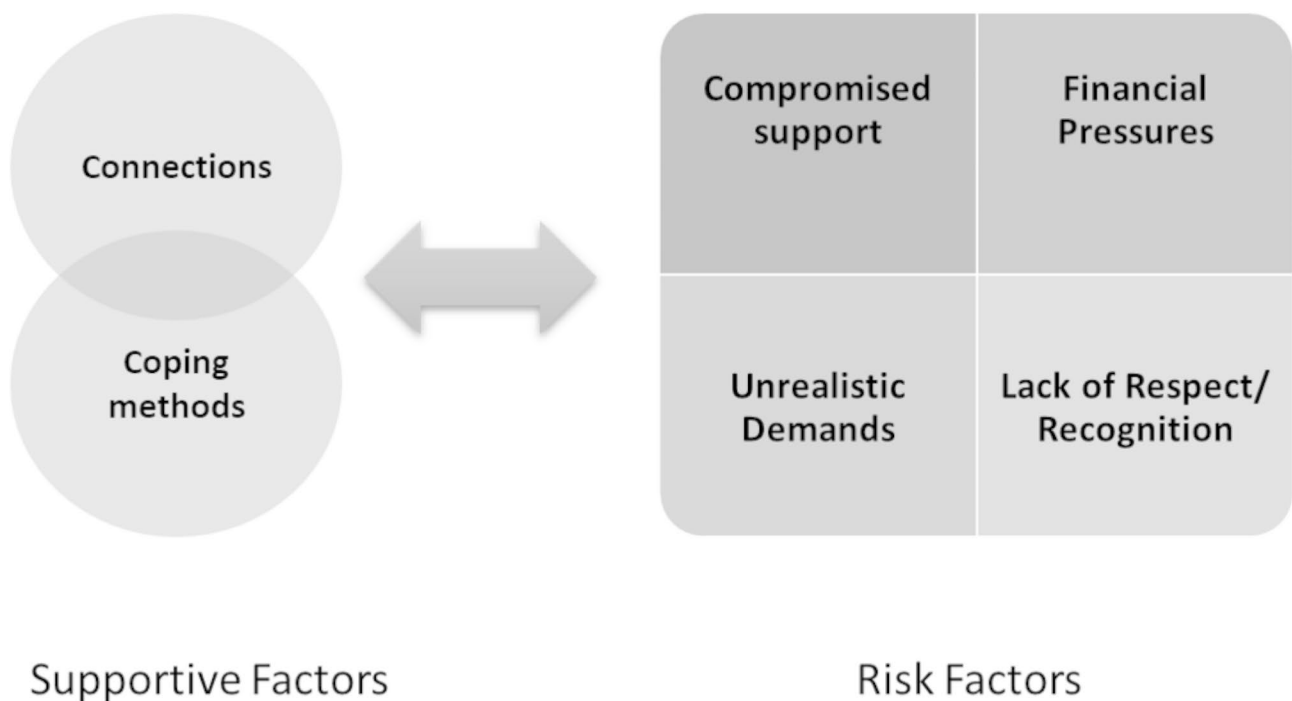 Connections
Coping
methods
Compromised
support
Financial
Pressures
Unrealistic
Demands
Lack of Respect/
Recognition
Supportive Factors
Risk Factors